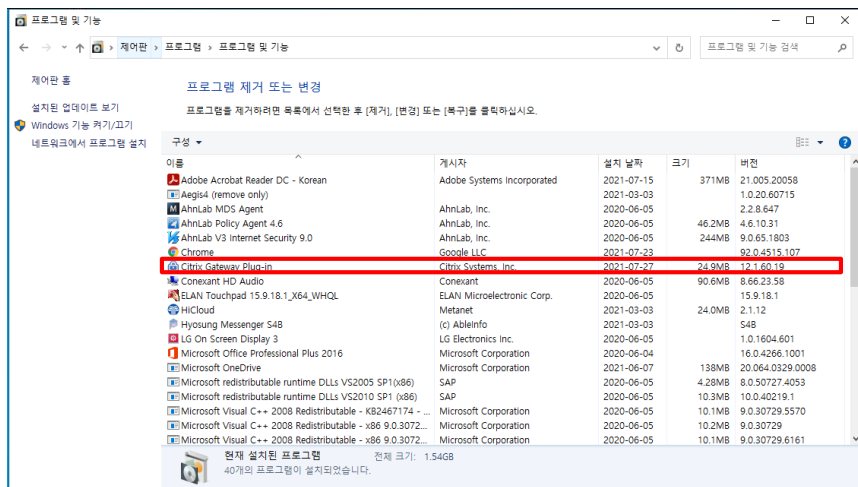 프로그램 및 기능
제어판 › 프로그램 › 프로그램 및 기능
프로그램 및 기능 검색
제어판 홈
설치된 업데이트 보기
Windows 기능 켜기/끄기
네트워크에서 프로그램 설치
프로그램 제거 또는 변경
프로그램을 제거하려면 목록에서 선택한 후 [제거], [변경] 또는 [복구]를 클릭하십시오.
구성
이름 게시자 설치 날짜 크기 버전
Adobe Acrobat Reader DC - Korean Adobe Systems Incorporated 2021-07-15 371MB 21.005.20058
Aegis4 (remove only) 2021-03-03 1.0.20.60715
AhnLab MDS Agent AhnLab, Inc. 2020-06-05 2.2.8.647
AhnLab Policy Agent 4.6 AhnLab, Inc. 2020-06-05 46.2MB 4.6.10.31
AhnLab V3 Internet Security 9.0 AhnLab, Inc. 2020-06-05 244MB 9.0.65.1803
Chrome Google LLC 2021-07-23 92.0.4515.107
Citrix Gateway Plug-in Citrix Systems, Inc. 2021-07-27 24.9MB 12.1.60.19
Conexant HD Audio Conexant 2020-06-05 90.6MB 8.66.23.58
ELAN Touchpad 15.9.18.1_X64_WHQL ELAN Microelectronic Corp. 2020-06-05 15.9.18.1
HiCloud Metanet 2021-03-03 24.0MB 2.1.12
Hyosung Messenger S4B (c) AbleInfo 2021-03-03 S4B
LG On Screen Display 3 LG Electronics Inc. 2020-06-05 1.0.1604.601
Microsoft Office Professional Plus 2016 Microsoft Corporation 2020-06-04 16.0.4266.1001
Microsoft OneDrive Microsoft Corporation 2021-06-07 138MB 20.064.0329.0008
Microsoft redistributable runtime DLLs VS2005 SP1(x86) SAP 2020-06-05 4.28MB 8.0.50727.4053
Microsoft redistributable runtime DLLs VS2010 SP1 (x86) SAP 2020-06-05 10.3MB 10.0.40219.1
Microsoft Visual C++ 2008 Redistributable - KB2467174 - ... Microsoft Corporation 2020-06-05 10.1MB 9.0.30729.5570
Microsoft Visual C++ 2008 Redistributable - x86 9.0.3072... Microsoft Corporation 2020-06-05 10.2MB 9.0.30729
Microsoft Visual C++ 2008 Redistributable - x86 9.0.3072... Microsoft Corporation 2020-06-05 10.1MB 9.0.30729.6161
현재 설치된 프로그램 전체 크기: 1.54GB
40개의 프로그램이 설치되었습니다.